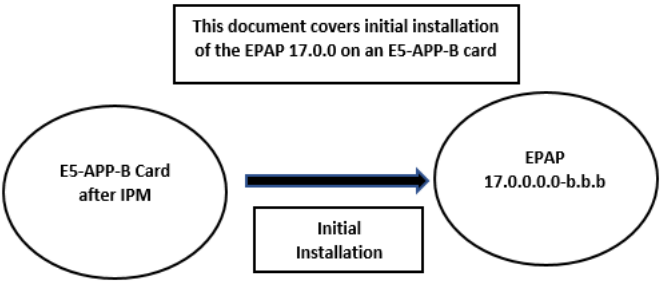 This document covers initial installation
of the EPAP 17.0.0 on an E5-APP-B card
E5-APP-B Card
after IPM
EPAP
17.0.0.0.0-b.b.b
Initial
Installation